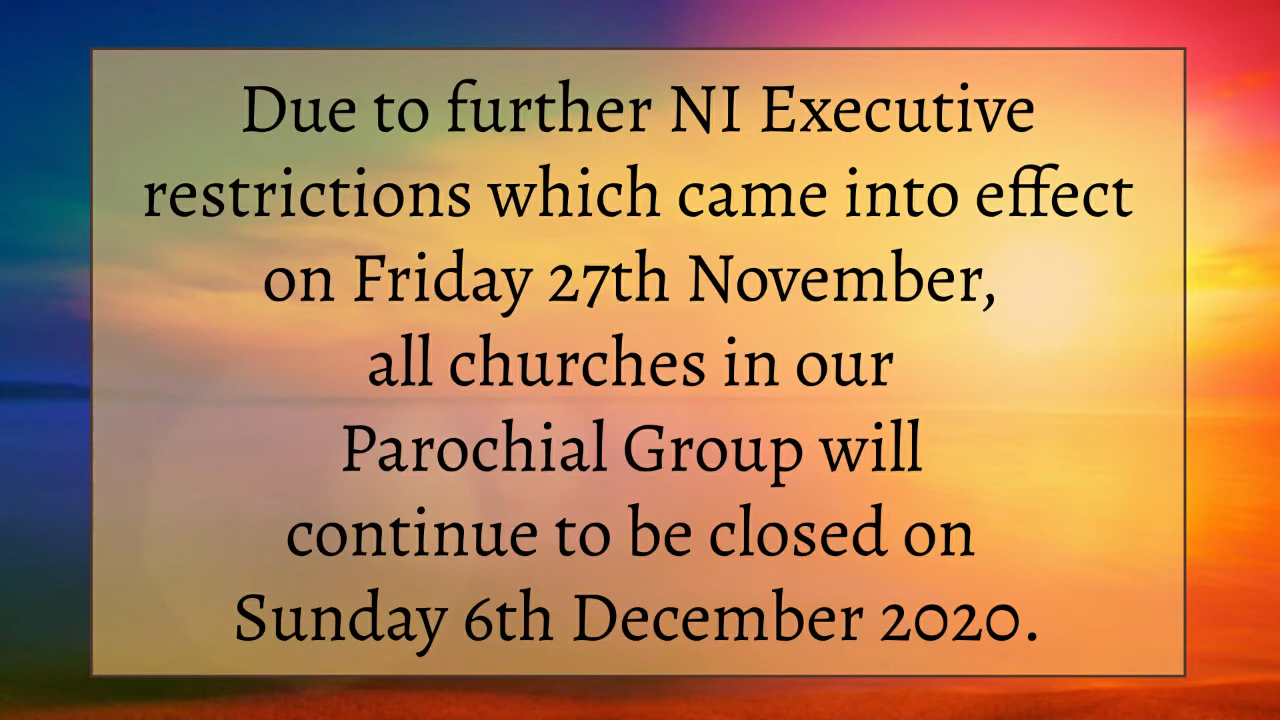 Due to further NI Executive
restrictions which came into effect
on Friday 27th November,
all churches in our
Parochial Group will
continue to be closed on
Sunday 6th December 2020.